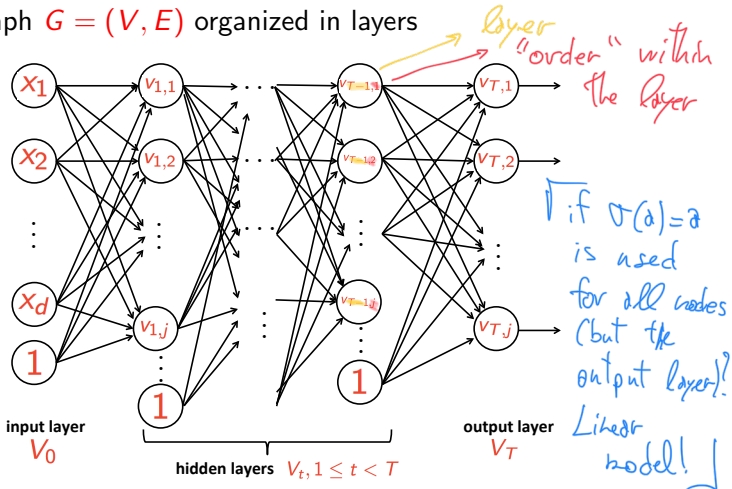 ph G = (V, E) organized in layers
layer
"order" within
the layer
x1 v1,1 ... vT−1,1 vT,1
x2 v1,2 ... vT−1,2 vT,2
⋮ ⋮ ⋮ ⋮ ⋮
xd v1,j ⋮ vT−1,j vT,j
1 1 1
if σ(a)=a
is used
for all nodes
(but the
output layer)?
Linear
model!
input layer
V0
hidden layers Vt, 1 ≤ t < T
output layer
VT